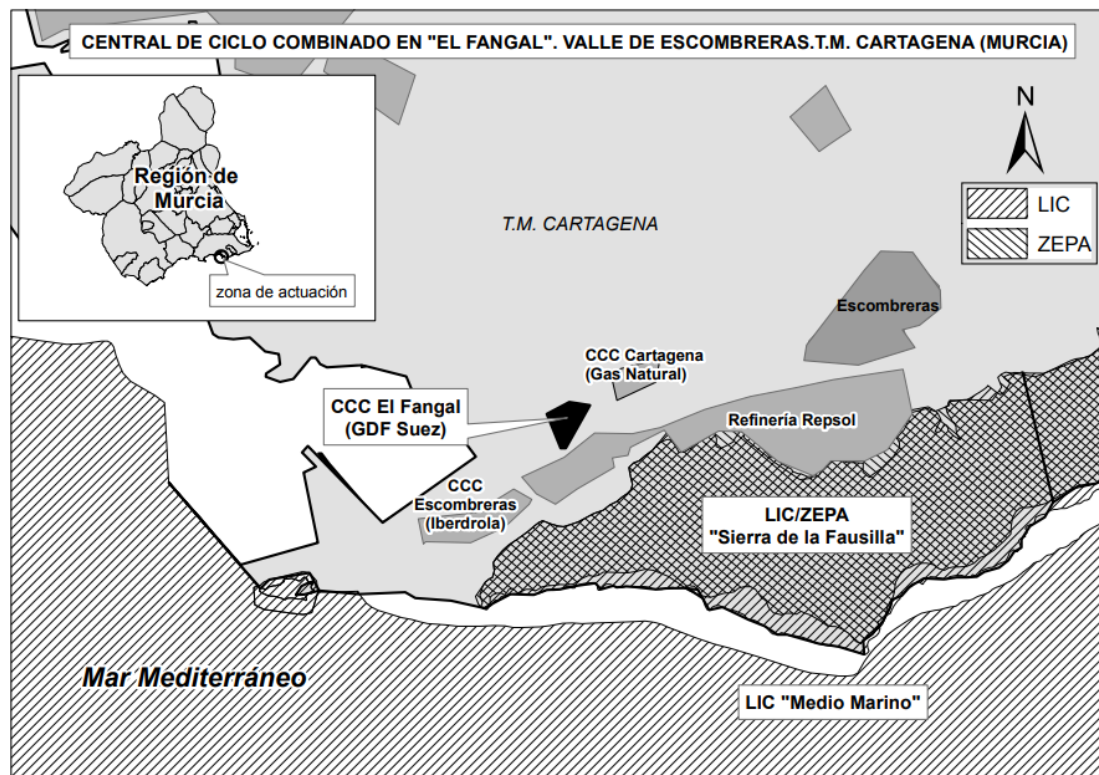 CENTRAL DE CICLO COMBINADO EN "EL FANGAL". VALLE DE ESCOMBRERAS.T.M. CARTAGENA (MURCIA)
Región de
Murcia
zona de actuación
N
LIC
ZEPA
T.M. CARTAGENA
Escombreras
CCC Cartagena
(Gas Natural)
CCC El Fangal
(GDF Suez)
Refinería Repsol
CCC
Escombreras
(Iberdrola)
LIC/ZEPA
"Sierra de la Fausilla"
Mar Mediterráneo
LIC "Medio Marino"